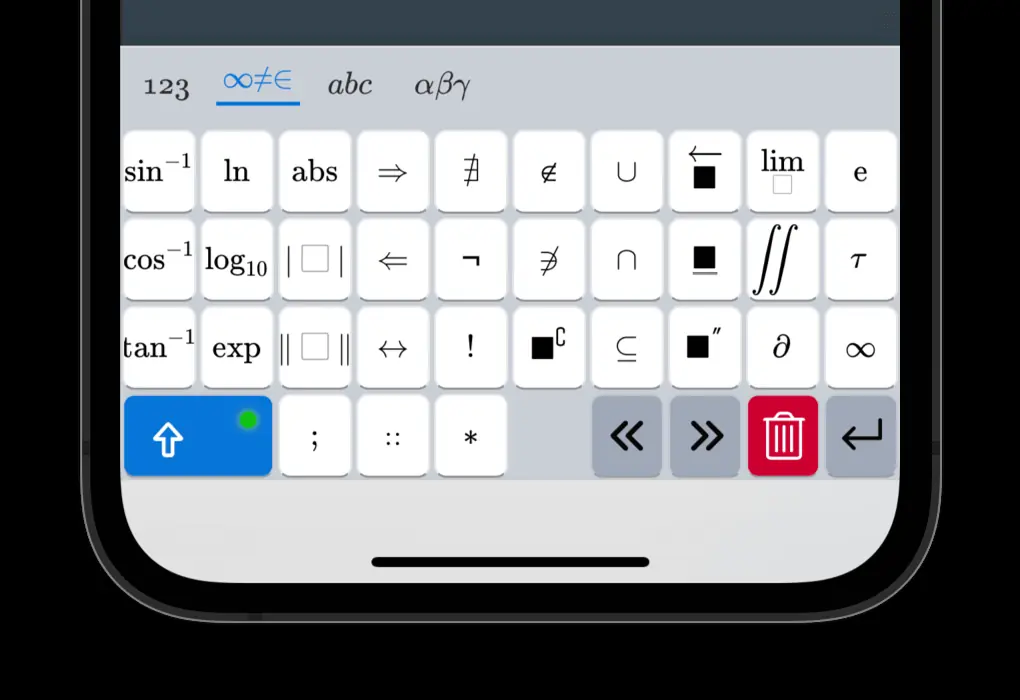 123 ∞≠∈ abc αβγ
sin⁻¹ ln abs ⇒ ∄ ∉ ∪ ←■ lim□ e
cos⁻¹ log₁₀ |□| ⇐ ¬ ∌ ∩ ■ ∬ τ
tan⁻¹ exp ||□|| ↔ ! ■∁ ⊆ ■″ ∂ ∞
; :: * « »